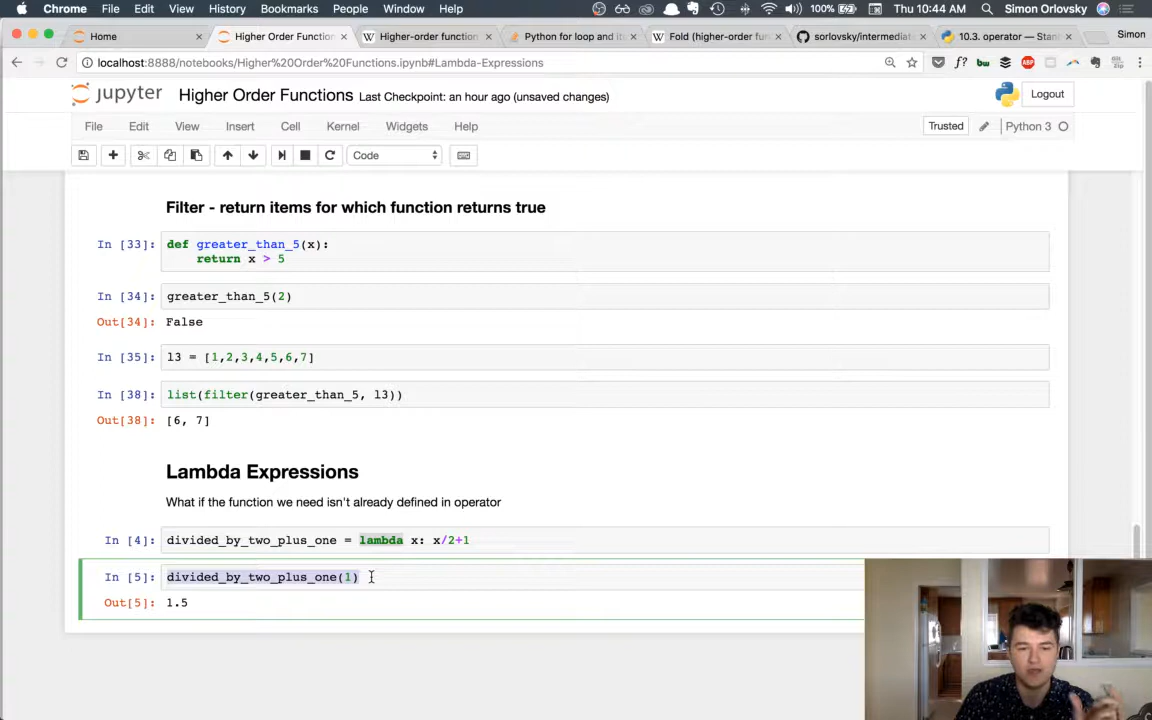 Chrome File Edit View History Bookmarks People Window Help 100% Thu 10:44 AM Simon Orlovsky
Home Higher Order Function Higher-order function Python for loop and ite Fold (higher-order fu sorlovsky/intermediat 10.3. operator — Stan Simon
localhost:8888/notebooks/Higher%20Order%20Functions.ipynb#Lambda-Expressions
jupyter Higher Order Functions Last Checkpoint: an hour ago (unsaved changes) Logout
File Edit View Insert Cell Kernel Widgets Help Trusted Python 3
Code
Filter - return items for which function returns true
In [33]: def greater_than_5(x):
return x > 5
In [34]: greater_than_5(2)
Out[34]: False
In [35]: l3 = [1,2,3,4,5,6,7]
In [38]: list(filter(greater_than_5, l3))
Out[38]: [6, 7]
Lambda Expressions
What if the function we need isn't already defined in operator
In [4]: divided_by_two_plus_one = lambda x: x/2+1
In [5]: divided_by_two_plus_one(1)
Out[5]: 1.5